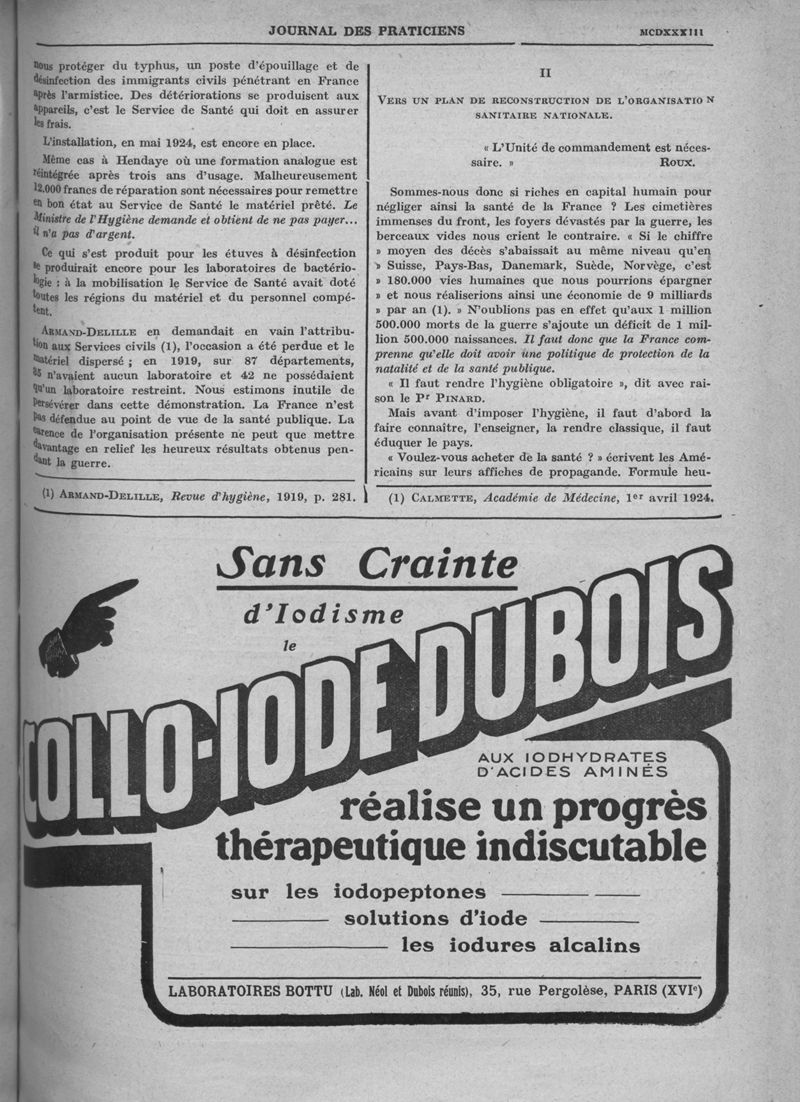 JOURNAL DES PRATICIENS MCDXXXIII
nous protéger du typhus, un poste d'épouillage et de
désinfection des immigrants civils pénétrant en France
après l'armistice. Des détériorations se produisent aux
appareils, c'est le Service de Santé qui doit en assurer
les frais.
L'installation, en mai 1924, est encore en place.
Même cas à Hendaye où une formation analogue est
réintégrée après trois ans d'usage. Malheureusement
12.000 francs de réparation sont nécessaires pour remettre
en bon état au Service de Santé le matériel prêté. Le
Ministre de l'Hygiène demande et obtient de ne pas payer...
il n'a pas d'argent.
Ce qui s'est produit pour les étuves à désinfection
se produirait encore pour les laboratoires de bactério-
logie : à la mobilisation le Service de Santé avait doté
toutes les régions du matériel et du personnel compé-
tent.
ARMAND-DELILLE en demandait en vain l'attribu-
tion aux Services civils (1), l'occasion a été perdue et le
matériel dispersé ; en 1919, sur 87 départements,
85 n'avaient aucun laboratoire et 42 ne possédaient
qu'un laboratoire restreint. Nous estimons inutile de
persévérer dans cette démonstration. La France n'est
pas défendue au point de vue de la santé publique. La
carence de l'organisation présente ne peut que mettre
davantage en relief les heureux résultats obtenus pen-
dant la guerre.
(1) ARMAND-DELILLE, Revue d'hygiène, 1919, p. 281.
II
VERS UN PLAN DE RECONSTRUCTION DE L'ORGANISATION
SANITAIRE NATIONALE.
« L'Unité de commandement est néces-
saire. » ROUX.
Sommes-nous donc si riches en capital humain pour
négliger ainsi la santé de la France ? Les cimetières
immenses du front, les foyers dévastés par la guerre, les
berceaux vides nous crient le contraire. « Si le chiffre
» moyen des décès s'abaissait au même niveau qu'en
» Suisse, Pays-Bas, Danemark, Suède, Norvège, c'est
» 180.000 vies humaines que nous pourrions épargner
» et nous réaliserions ainsi une économie de 9 milliards
» par an (1). » N'oublions pas en effet qu'aux 1 million
500.000 morts de la guerre s'ajoute un déficit de 1 mil-
lion 500.000 naissances. Il faut donc que la France com-
prenne qu'elle doit avoir une politique de protection de la
natalité et de la santé publique.
« Il faut rendre l'hygiène obligatoire », dit avec rai-
son le Pr PINARD.
Mais avant d'imposer l'hygiène, il faut d'abord la
faire connaître, l'enseigner, la rendre classique, il faut
éduquer le pays.
« Voulez-vous acheter de la santé ? » écrivent les Amé-
ricains sur leurs affiches de propagande. Formule heu-
(1) CALMETTE, Académie de Médecine, 1er avril 1924.
Sans Crainte
d'Iodisme
le
COLLO-IODE DUBOIS
AUX IODHYDRATES
D'ACIDES AMINÉS
réalise un progrès
thérapeutique indiscutable
sur les iodopeptones
solutions d'iode
les iodures alcalins
LABORATOIRES BOTTU (Lab. Néol et Dubois réunis), 35, rue Pergolèse, PARIS (XVIe)